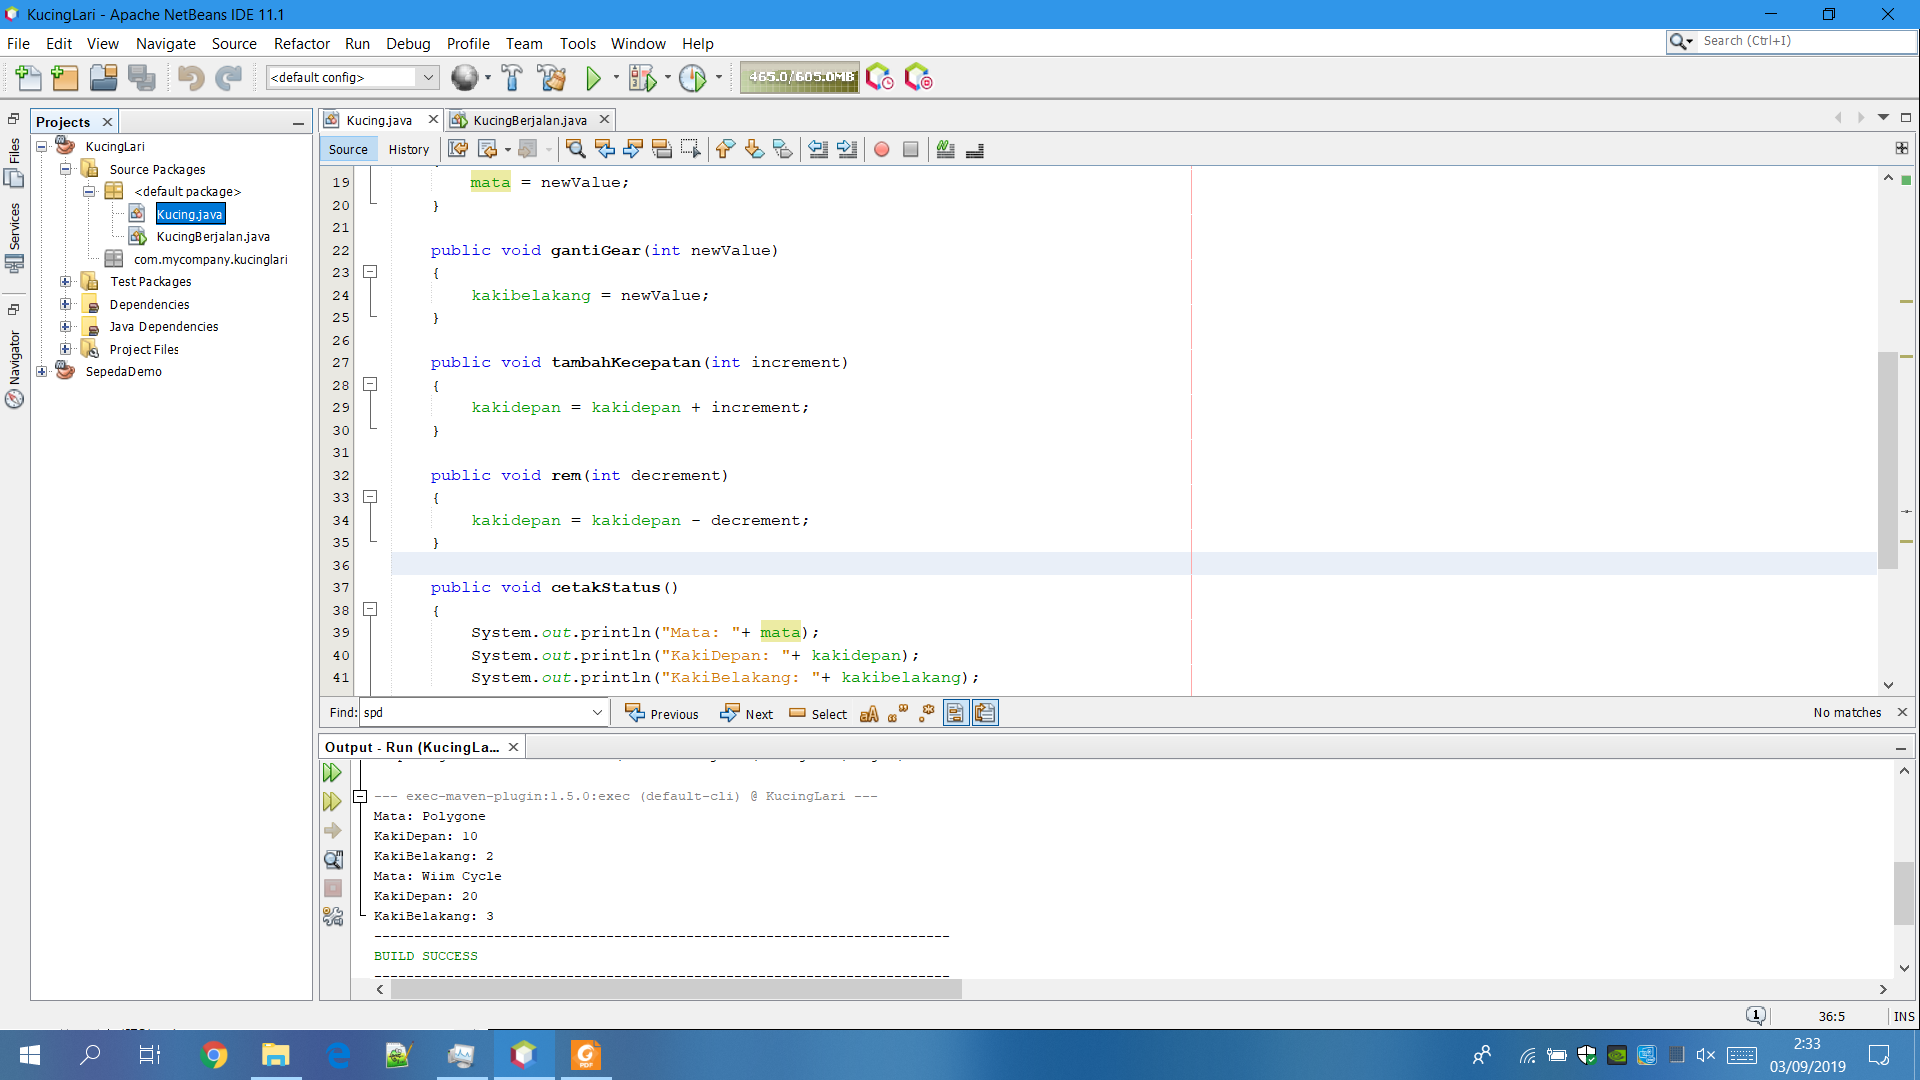 KucingLari - Apache NetBeans IDE 11.1
File Edit View Navigate Source Refactor Run Debug Profile Team Tools Window Help
Search (Ctrl+I)
<default config>
465.0/605.0MB
Projects
Files
Services
Navigator
KucingLari
Source Packages
<default package>
Kucing.java
KucingBerjalan.java
com.mycompany.kucinglari
Test Packages
Dependencies
Java Dependencies
Project Files
SepedaDemo
Kucing.java KucingBerjalan.java
Source History
19 mata = newValue;
20 }
21
22 public void gantiGear(int newValue)
23 {
24 kakibelakang = newValue;
25 }
26
27 public void tambahKecepatan(int increment)
28 {
29 kakidepan = kakidepan + increment;
30 }
31
32 public void rem(int decrement)
33 {
34 kakidepan = kakidepan - decrement;
35 }
36
37 public void cetakStatus()
38 {
39 System.out.println("Mata: "+ mata);
40 System.out.println("KakiDepan: "+ kakidepan);
41 System.out.println("KakiBelakang: "+ kakibelakang);
Find: spd Previous Next Select No matches
Output - Run (KucingLa...
--- exec-maven-plugin:1.5.0:exec (default-cli) @ KucingLari ---
Mata: Polygone
KakiDepan: 10
KakiBelakang: 2
Mata: Wiim Cycle
KakiDepan: 20
KakiBelakang: 3
------------------------------------------------------------------------
BUILD SUCCESS
------------------------------------------------------------------------
1 36:5 INS
2:33
03/09/2019